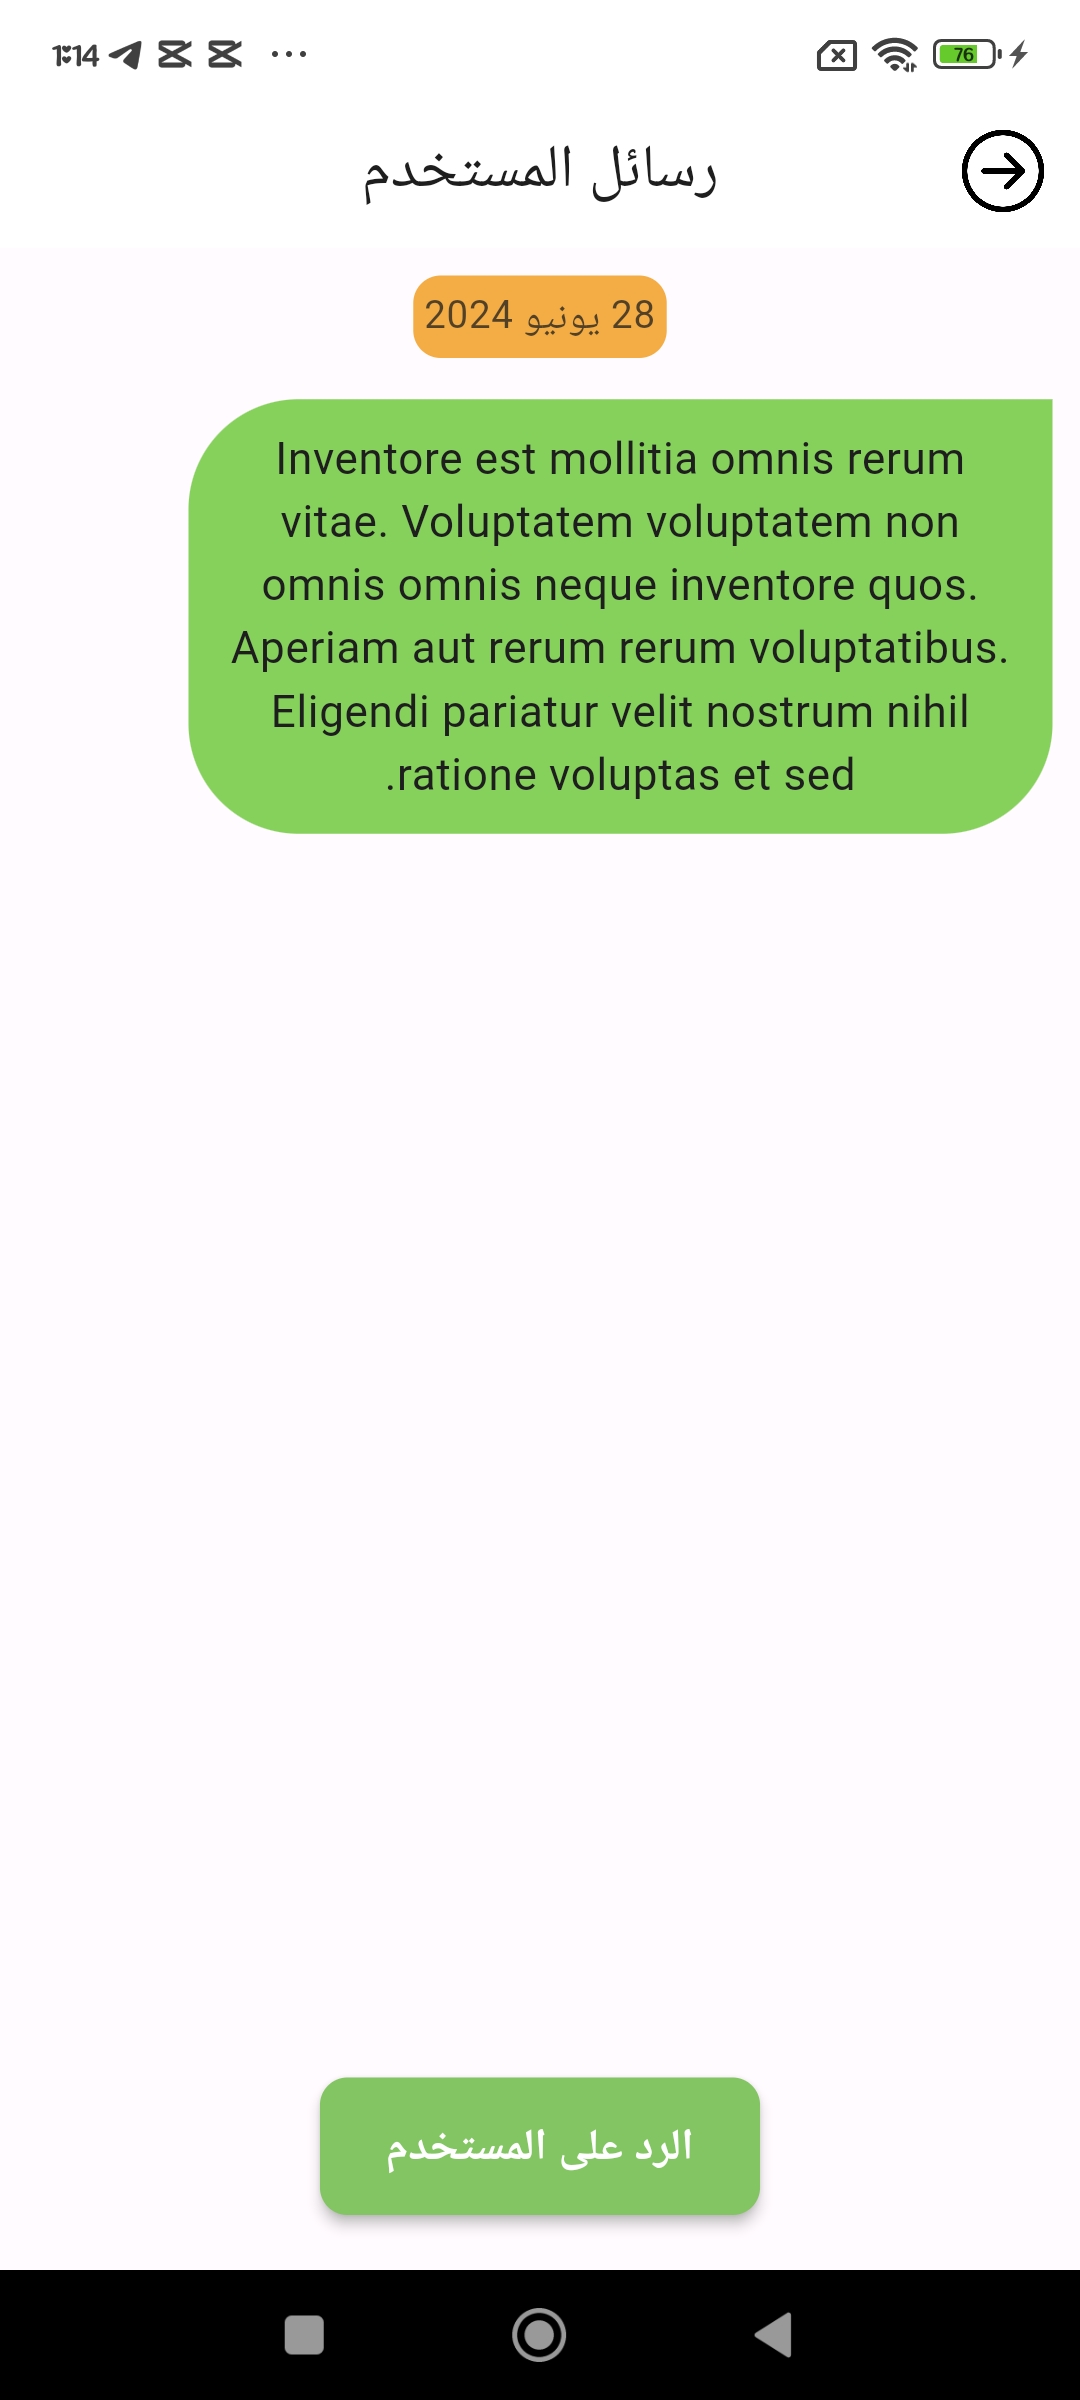 1:14
76
رسائل المستخدم
28 يونيو 2024
Inventore est mollitia omnis rerum
vitae. Voluptatem voluptatem non
omnis omnis neque inventore quos.
Aperiam aut rerum rerum voluptatibus.
Eligendi pariatur velit nostrum nihil
.ratione voluptas et sed
الرد على المستخدم